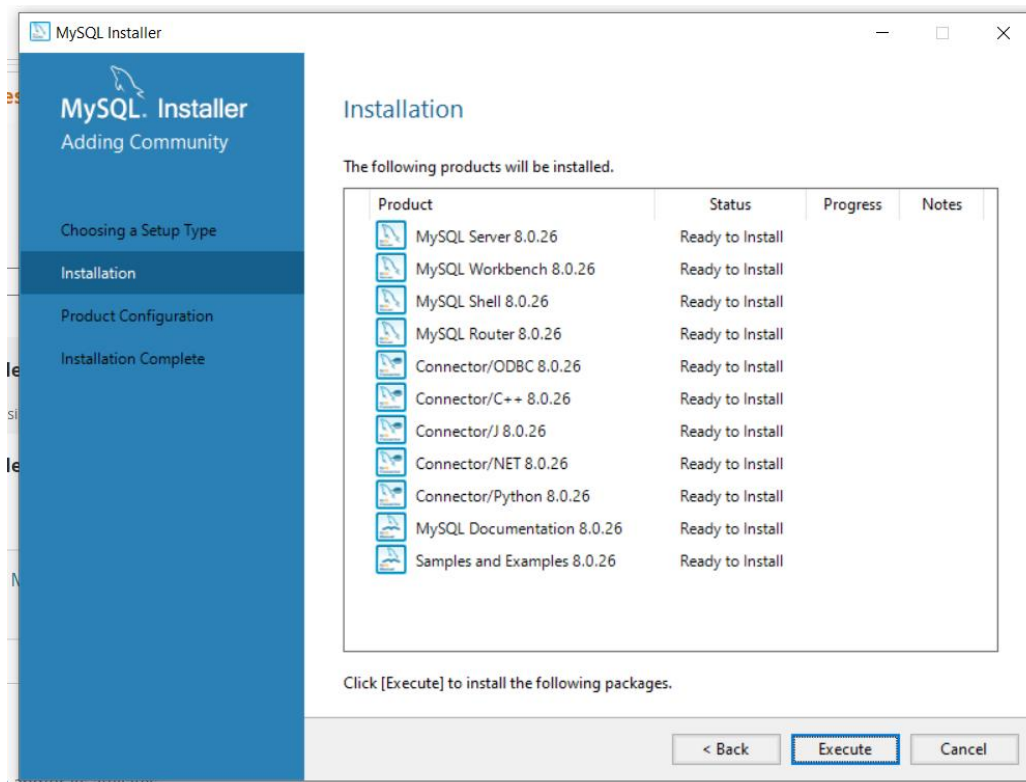 MySQL Installer
MySQL. Installer
Adding Community
Choosing a Setup Type
Installation
Product Configuration
Installation Complete
Installation
The following products will be installed.
Product Status Progress Notes
MySQL Server 8.0.26 Ready to Install
MySQL Workbench 8.0.26 Ready to Install
MySQL Shell 8.0.26 Ready to Install
MySQL Router 8.0.26 Ready to Install
Connector/ODBC 8.0.26 Ready to Install
Connector/C++ 8.0.26 Ready to Install
Connector/J 8.0.26 Ready to Install
Connector/NET 8.0.26 Ready to Install
Connector/Python 8.0.26 Ready to Install
MySQL Documentation 8.0.26 Ready to Install
Samples and Examples 8.0.26 Ready to Install
Click [Execute] to install the following packages.
< Back Execute Cancel